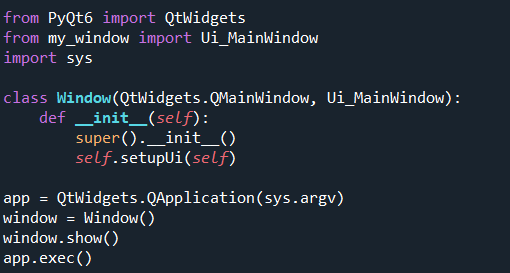 from PyQt6 import QtWidgets
from my_window import Ui_MainWindow
import sys

class Window(QtWidgets.QMainWindow, Ui_MainWindow):
    def __init__(self):
        super().__init__()
        self.setupUi(self)

app = QtWidgets.QApplication(sys.argv)
window = Window()
window.show()
app.exec()